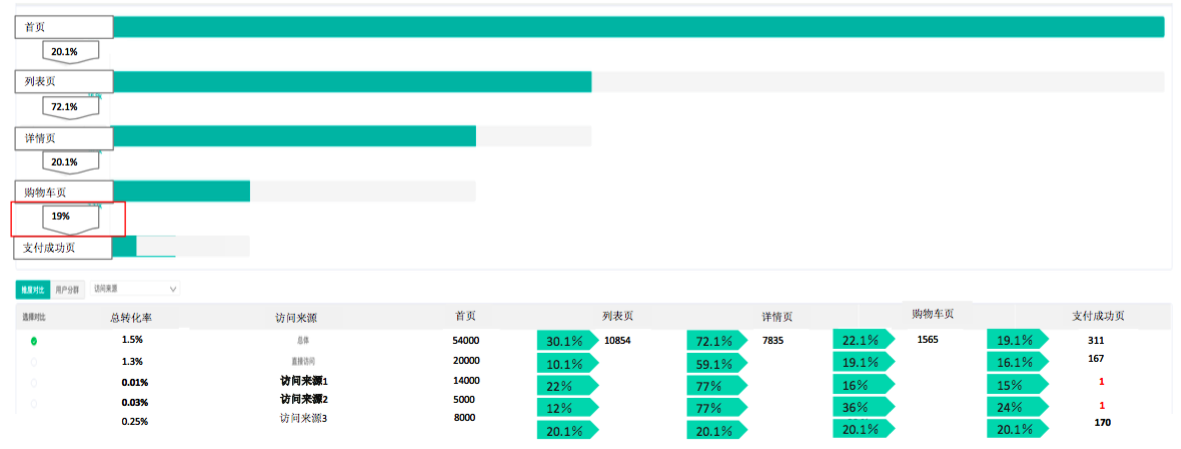 首页
20.1%
列表页
72.1%
详情页
20.1%
购物车页
19%
支付成功页
维度对比 用户分群 访问来源
选择对比 总转化率 访问来源 首页 列表页 详情页 购物车页 支付成功页
1.5% 总体 54000 30.1% 10854 72.1% 7835 22.1% 1565 19.1% 311
1.3% 直接访问 20000 10.1% 59.1% 19.1% 16.1% 167
0.01% 访问来源1 14000 22% 77% 16% 15% 1
0.03% 访问来源2 5000 12% 77% 36% 24% 1
0.25% 访问来源3 8000 20.1% 20.1% 20.1% 20.1% 170